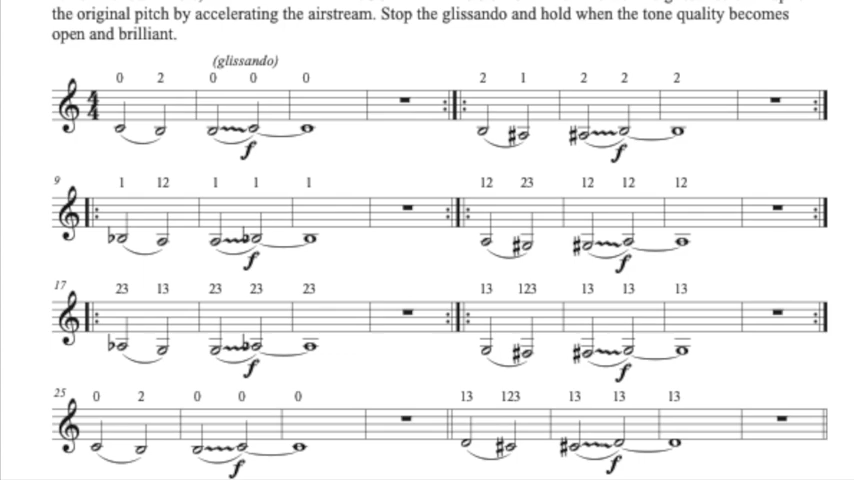 the original pitch by accelerating the airstream. Stop the glissando and hold when the tone quality becomes
open and brilliant.
(glissando)
0 2 0 0 0 2 1 2 2 2
f f
9
1 12 1 1 1 12 23 12 12 12
f f
17
23 13 23 23 23 13 123 13 13 13
f f
25
0 2 0 0 0 13 123 13 13 13
f f